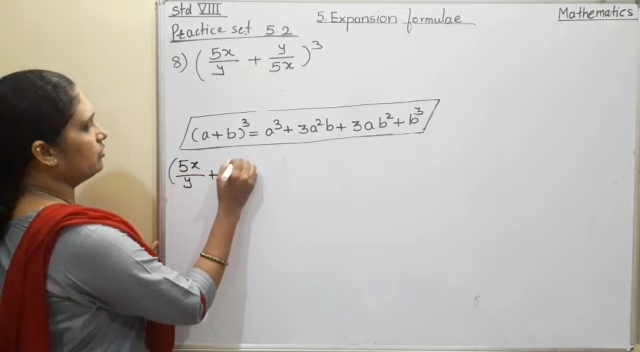 Std VIII
5. Expansion formulae
Mathematics
Practice set 5.2
8) (5x/y + y/5x)³
(a+b)³ = a³ + 3a²b + 3ab² + b³
(5x/y +